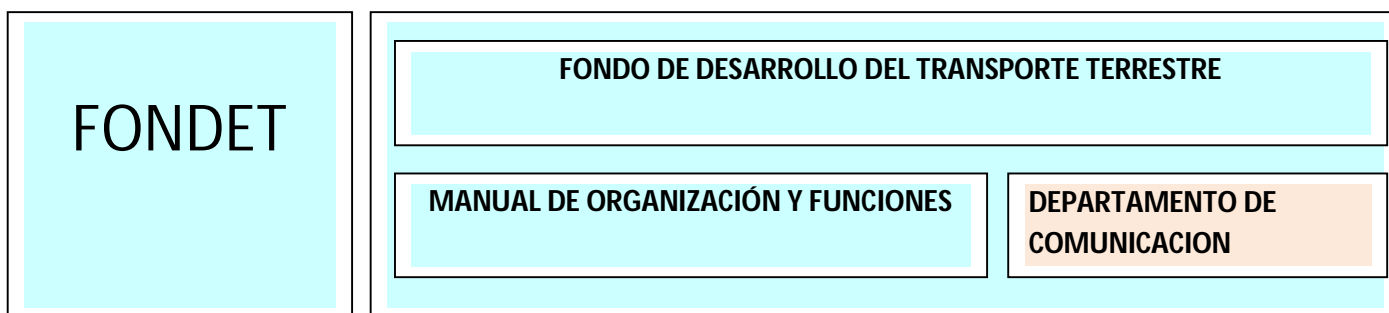 FONDET
FONDO DE DESARROLLO DEL TRANSPORTE TERRESTRE
MANUAL DE ORGANIZACIÓN Y FUNCIONES
DEPARTAMENTO DE
COMUNICACION